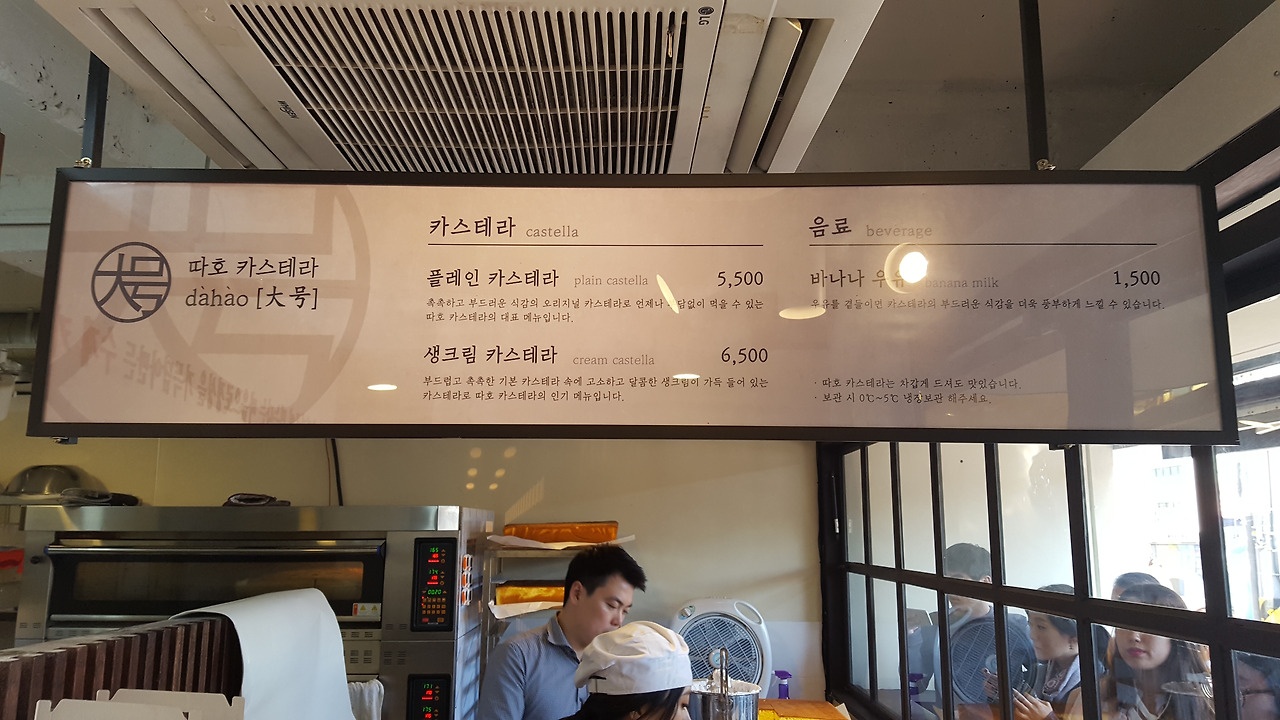 따호 카스테라
dàhào [大号]
카스테라 castella
플레인 카스테라 plain castella 5,500
촉촉하고 부드러운 식감의 오리지널 카스테라로 언제나 담없이 먹을 수 있는
따호 카스테라의 대표 메뉴입니다.
생크림 카스테라 cream castella 6,500
부드럽고 촉촉한 기본 카스테라 속에 고소하고 달콤한 생크림이 가득 들어 있는
카스테라로 따호 카스테라의 인기 메뉴입니다.
음료 beverage
바나나 우유 banana milk 1,500
우유를 곁들이면 카스테라의 부드러운 식감을 더욱 풍부하게 느낄 수 있습니다.
· 따호 카스테라는 차갑게 드셔도 맛있습니다.
· 보관 시 0℃~5℃ 냉장보관 해주세요.